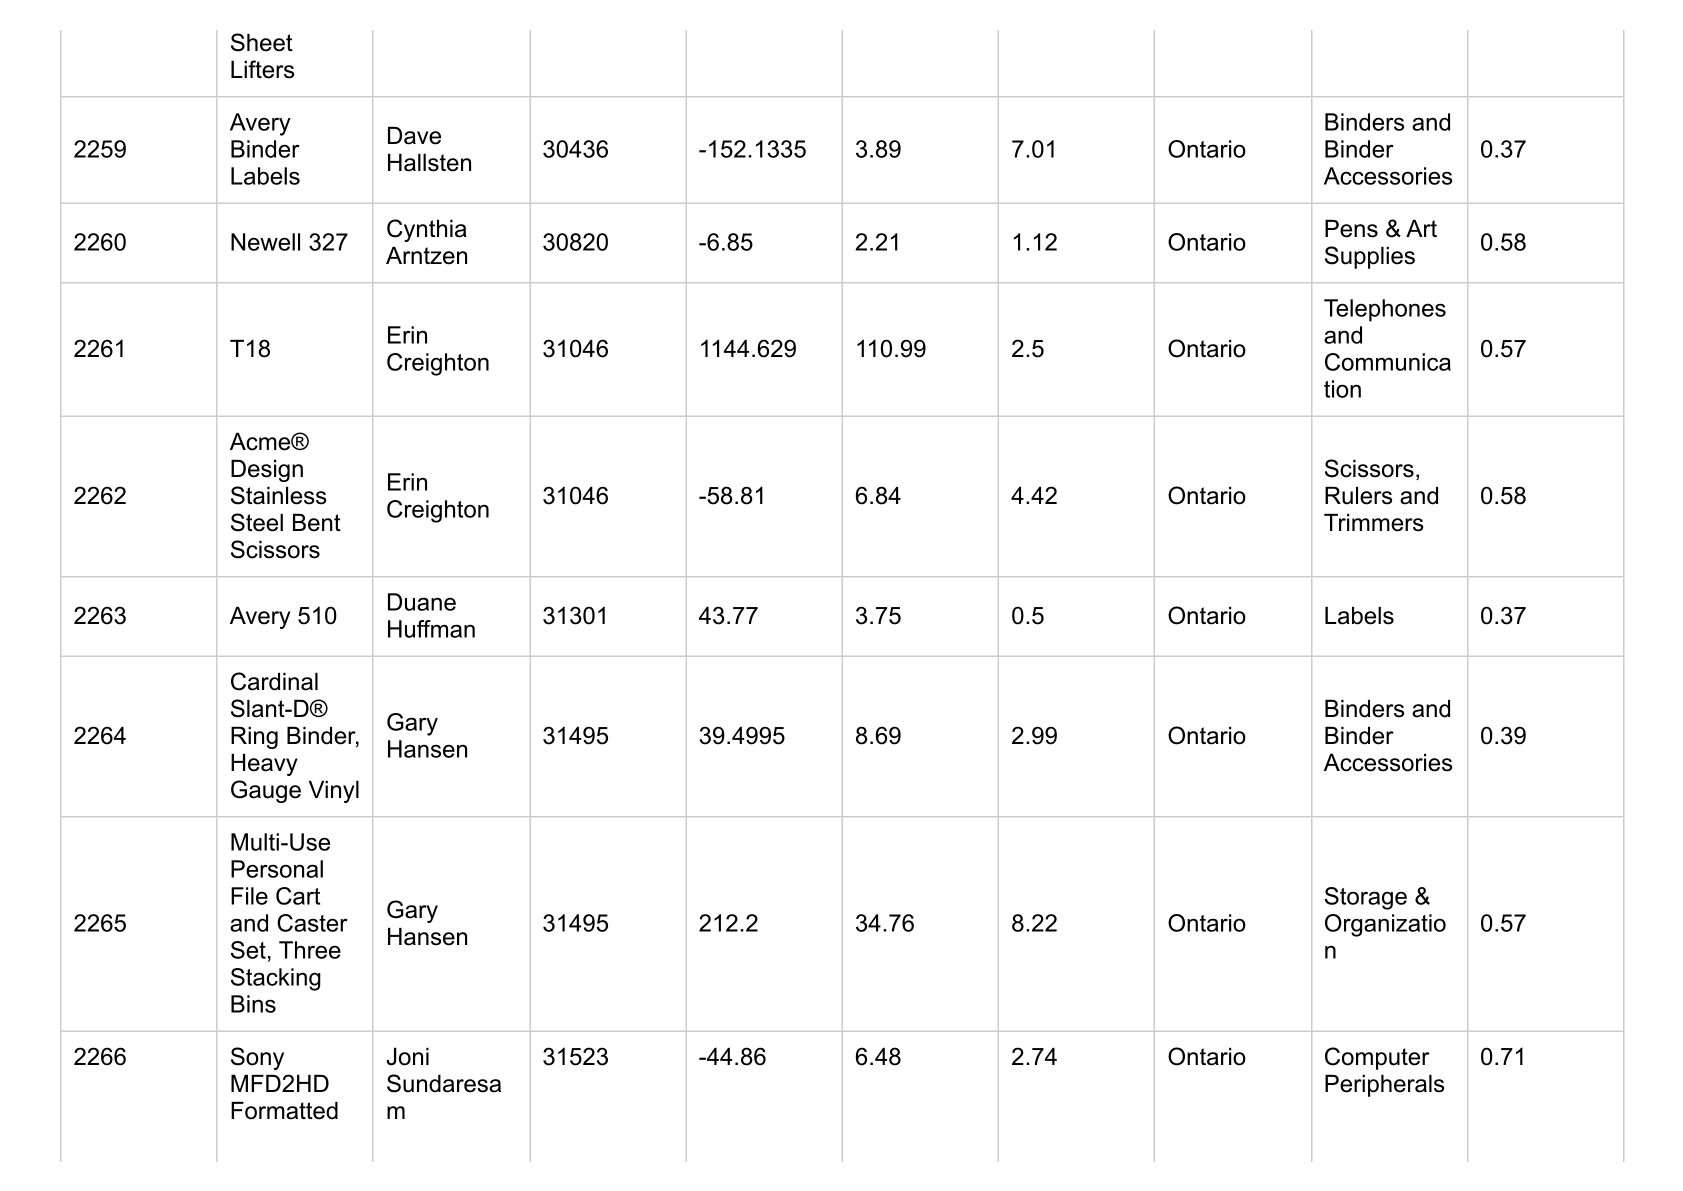 Sheet
Lifters
2259
Avery
Binder
Labels
Dave
Hallsten
30436
-152.1335
3.89
7.01
Ontario
Binders and
Binder
Accessories
0.37
2260
Newell 327
Cynthia
Arntzen
30820
-6.85
2.21
1.12
Ontario
Pens & Art
Supplies
0.58
2261
T18
Erin
Creighton
31046
1144.629
110.99
2.5
Ontario
Telephones
and
Communica
tion
0.57
2262
Acme®
Design
Stainless
Steel Bent
Scissors
Erin
Creighton
31046
-58.81
6.84
4.42
Ontario
Scissors,
Rulers and
Trimmers
0.58
2263
Avery 510
Duane
Huffman
31301
43.77
3.75
0.5
Ontario
Labels
0.37
2264
Cardinal
Slant-D®
Ring Binder,
Heavy
Gauge Vinyl
Gary
Hansen
31495
39.4995
8.69
2.99
Ontario
Binders and
Binder
Accessories
0.39
2265
Multi-Use
Personal
File Cart
and Caster
Set, Three
Stacking
Bins
Gary
Hansen
31495
212.2
34.76
8.22
Ontario
Storage &
Organizatio
n
0.57
2266
Sony
MFD2HD
Formatted
Joni
Sundaresa
m
31523
-44.86
6.48
2.74
Ontario
Computer
Peripherals
0.71